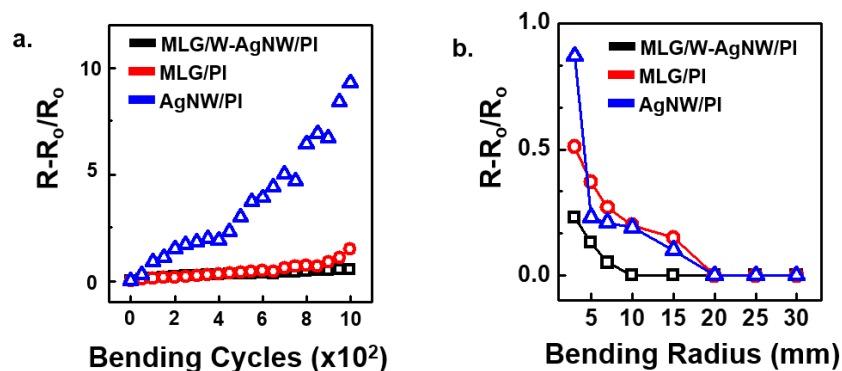 a.
MLG/W-AgNW/PI
MLG/PI
AgNW/PI
R-Ro/Ro
10
5
0
0 2 4 6 8 10
Bending Cycles (x10²)
b.
MLG/W-AgNW/PI
MLG/PI
AgNW/PI
R-Ro/Ro
1.0
0.5
0.0
5 10 15 20 25 30
Bending Radius (mm)